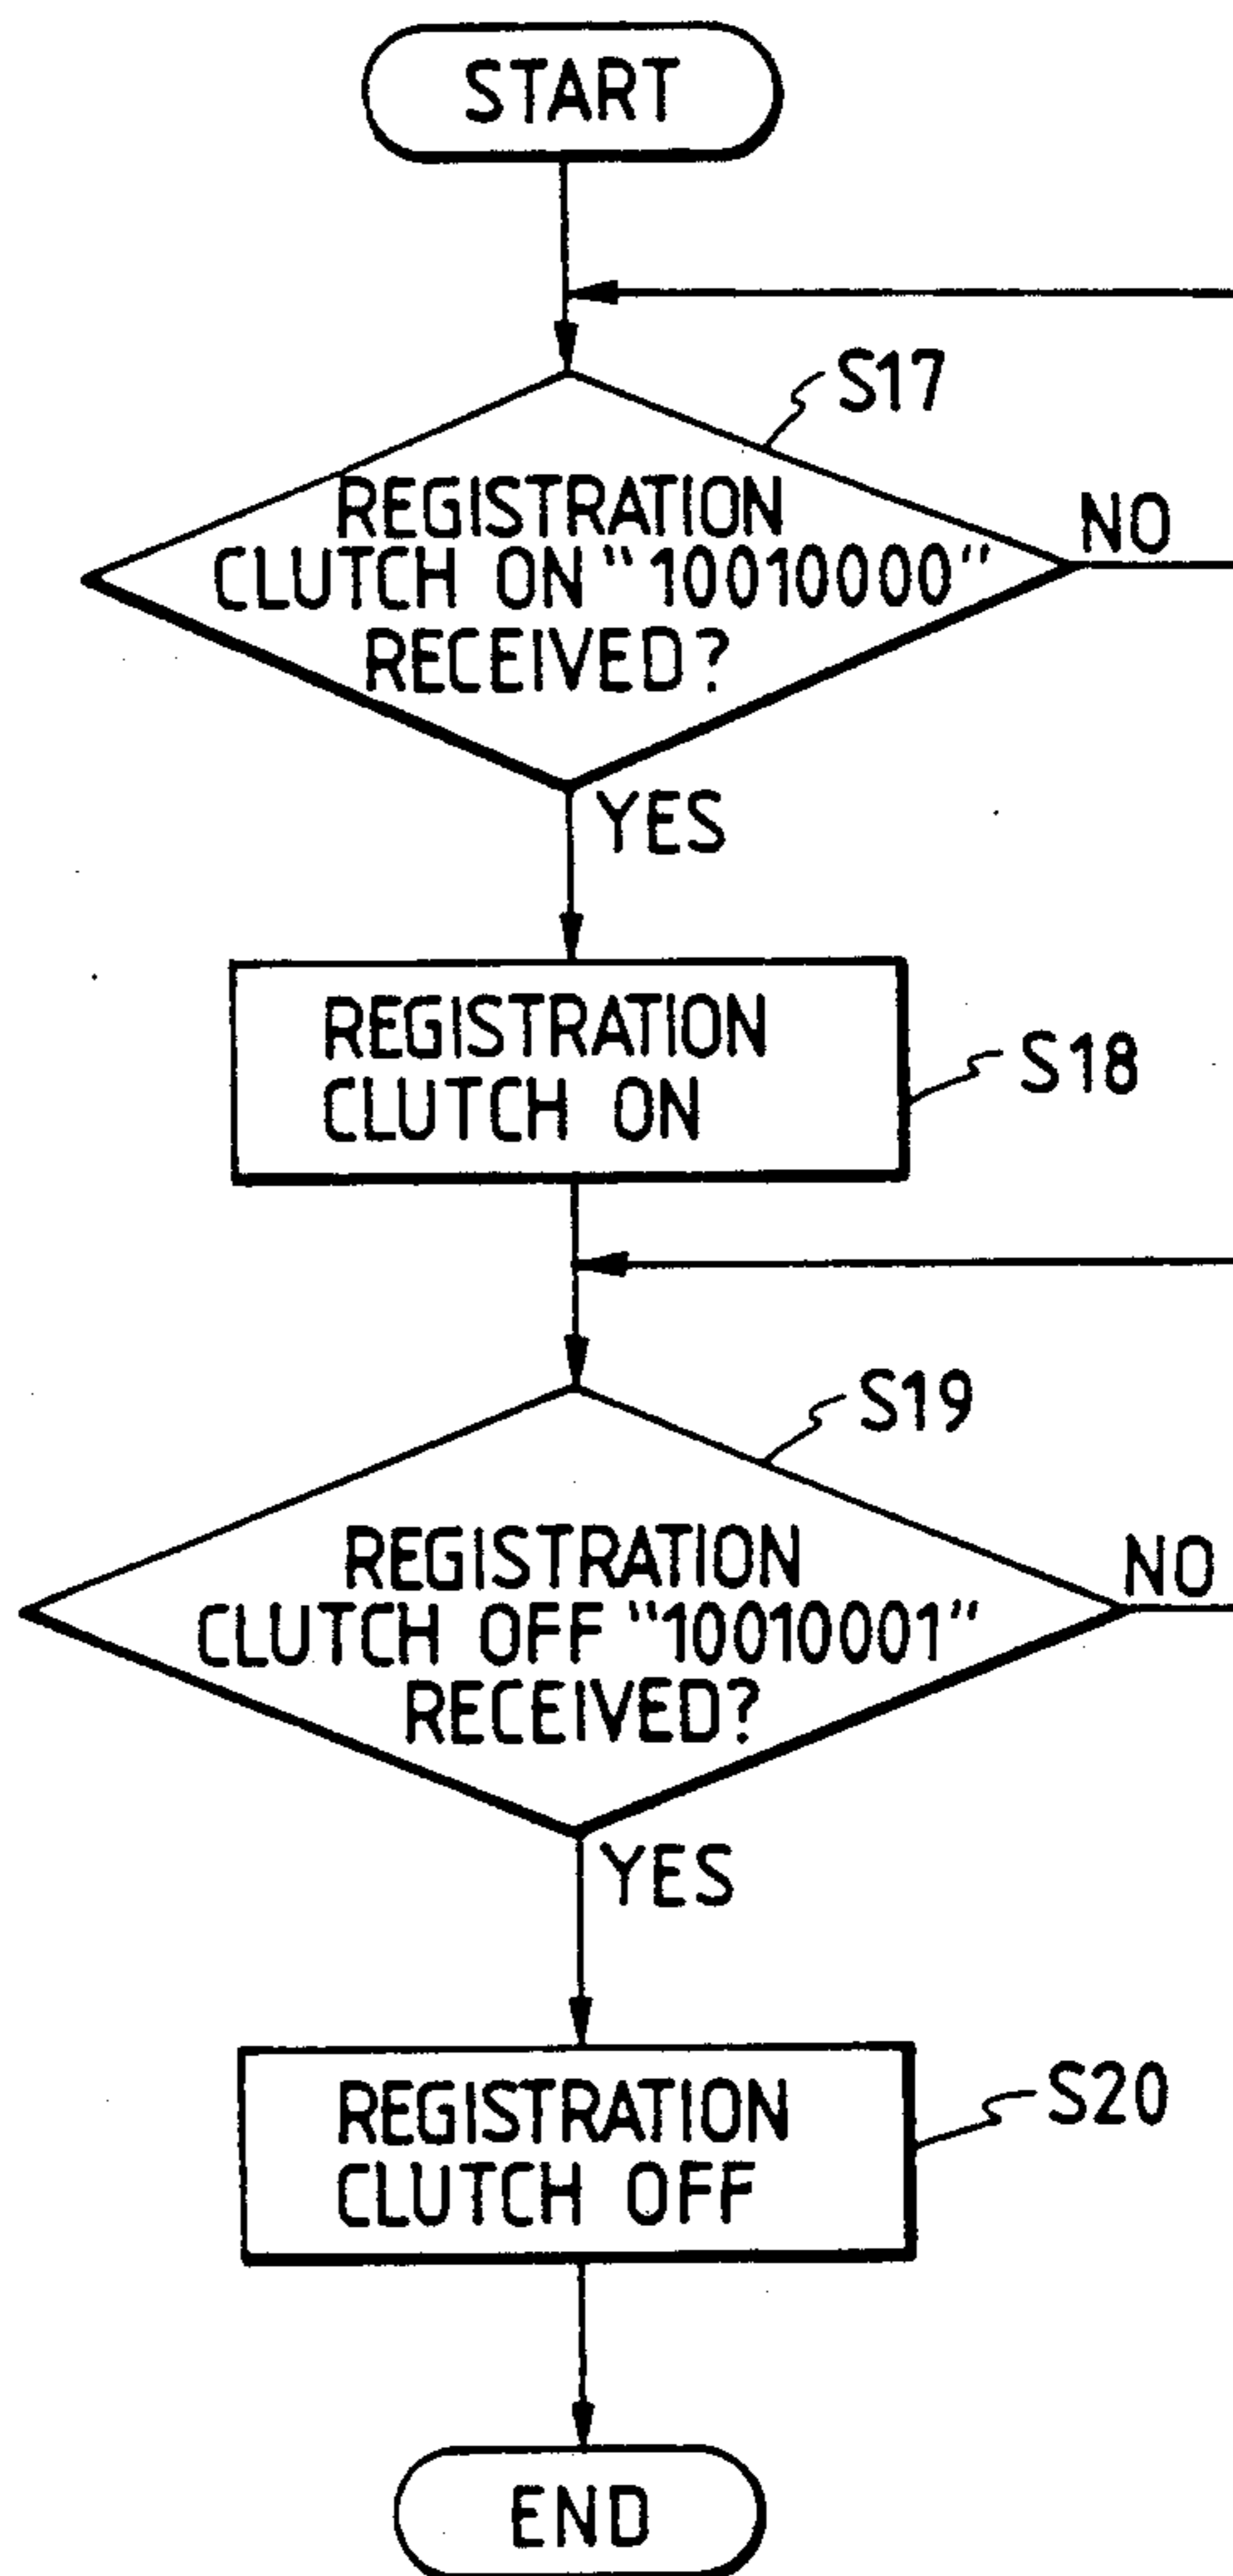 START
S17
REGISTRATION
CLUTCH ON "10010000"
RECEIVED?
NO
YES
REGISTRATION
CLUTCH ON
S18
S19
REGISTRATION
CLUTCH OFF "10010001"
RECEIVED?
NO
YES
REGISTRATION
CLUTCH OFF
S20
END